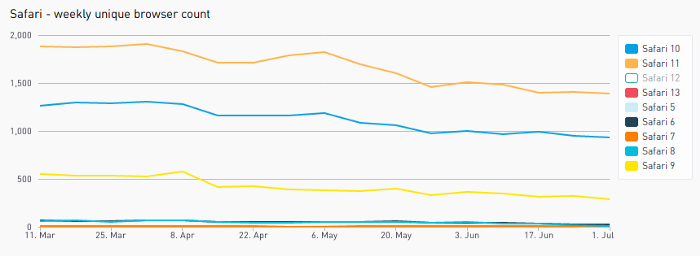 Safari - weekly unique browser count
2,000
1,500
1,000
500
0
11. Mar
25. Mar
8. Apr
22. Apr
6. May
20. May
3. Jun
17. Jun
1. Jul
Safari 10
Safari 11
Safari 12
Safari 13
Safari 5
Safari 6
Safari 7
Safari 8
Safari 9